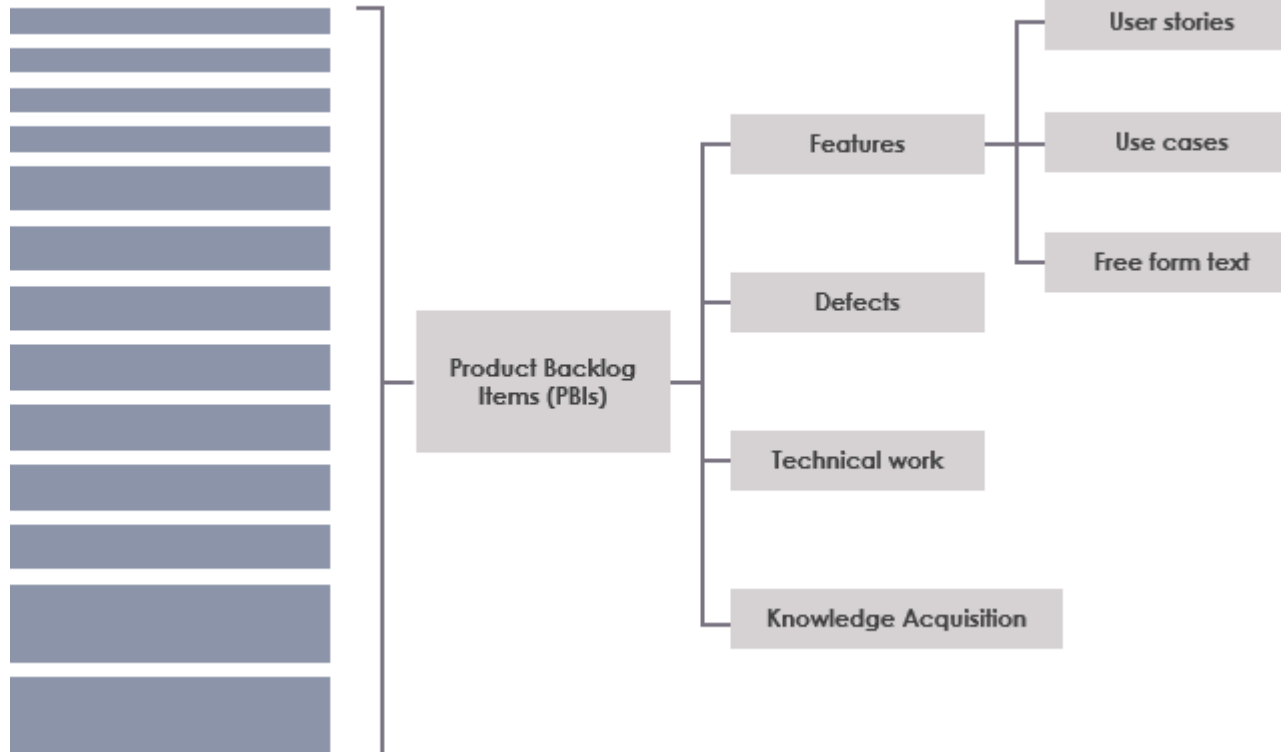 User stories
Features
Use cases
Free form text
Defects
Product Backlog
Items (PBIs)
Technical work
Knowledge Acquisition